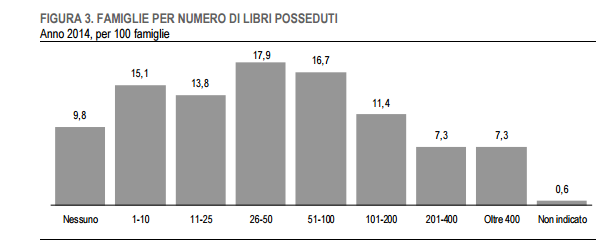 FIGURA 3. FAMIGLIE PER NUMERO DI LIBRI POSSEDUTI
Anno 2014, per 100 famiglie
9,8 15,1 13,8 17,9 16,7 11,4 7,3 7,3 0,6
Nessuno 1-10 11-25 26-50 51-100 101-200 201-400 Oltre 400 Non indicato